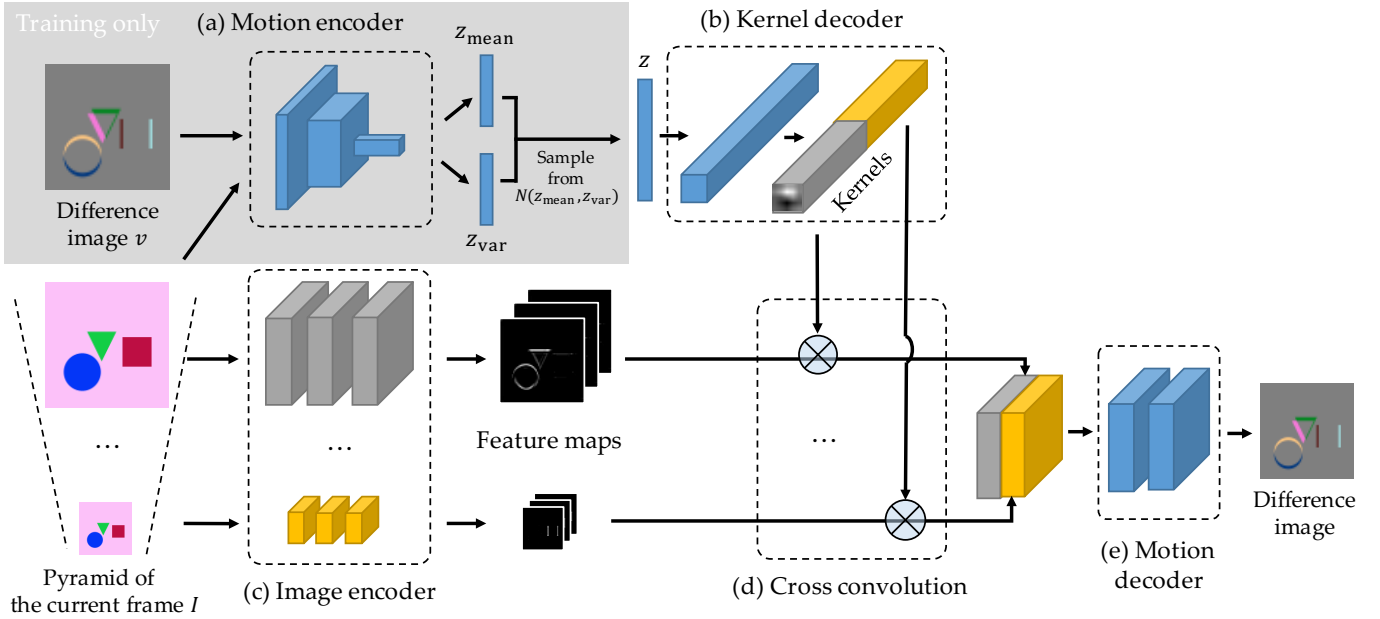 Training only
(a) Motion encoder
(b) Kernel decoder
z_mean
z
Sample
from
N(z_mean, z_var)
Kernels
Difference
image v
z_var
…
…
…
Feature maps
Pyramid of
the current frame I
(c) Image encoder
(d) Cross convolution
(e) Motion
decoder
Difference
image